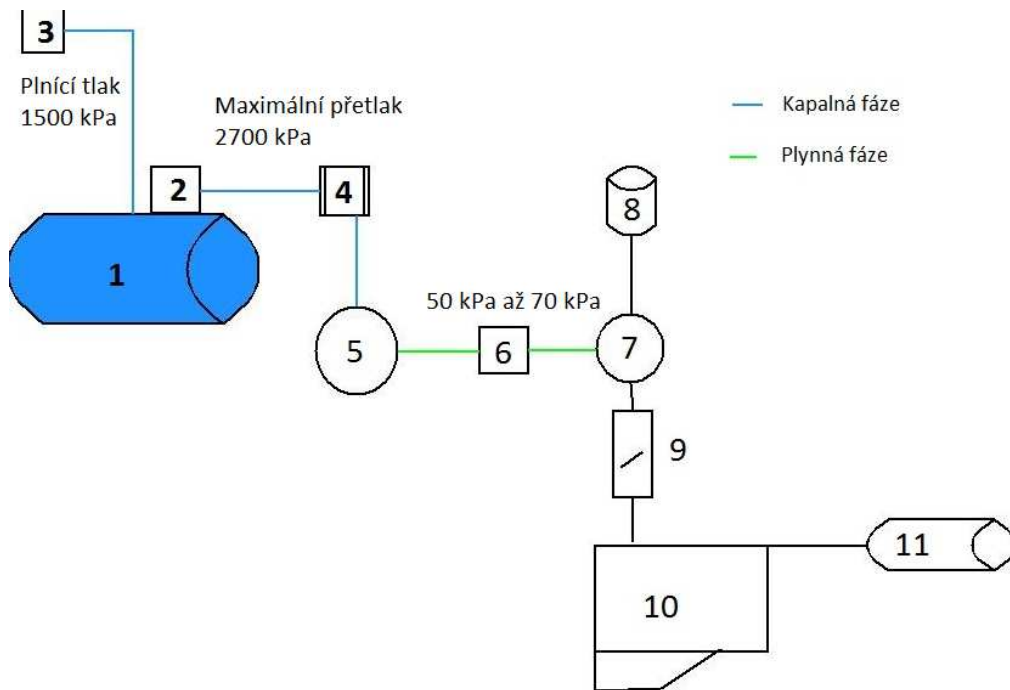 3
Plnící tlak
1500 kPa
Maximální přetlak
2700 kPa
Kapalná fáze
Plynná fáze
2
4
8
1
50 kPa až 70 kPa
5
6
7
9
11
10